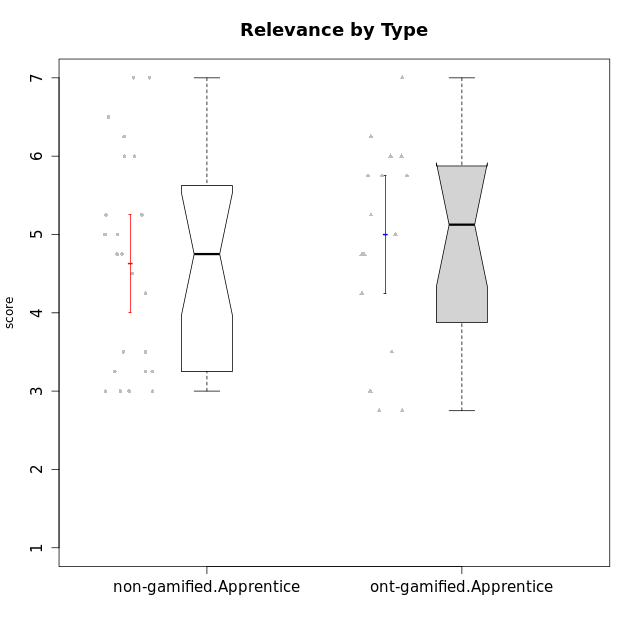 Relevance by Type
7
6
5
4
3
2
1
score
non-gamified.Apprentice
ont-gamified.Apprentice